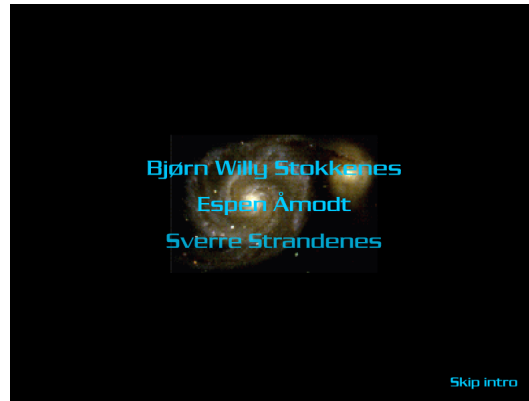 Bjørn Willy Stokkenes
Espen Åmodt
Sverre Strandenes
Skip intro